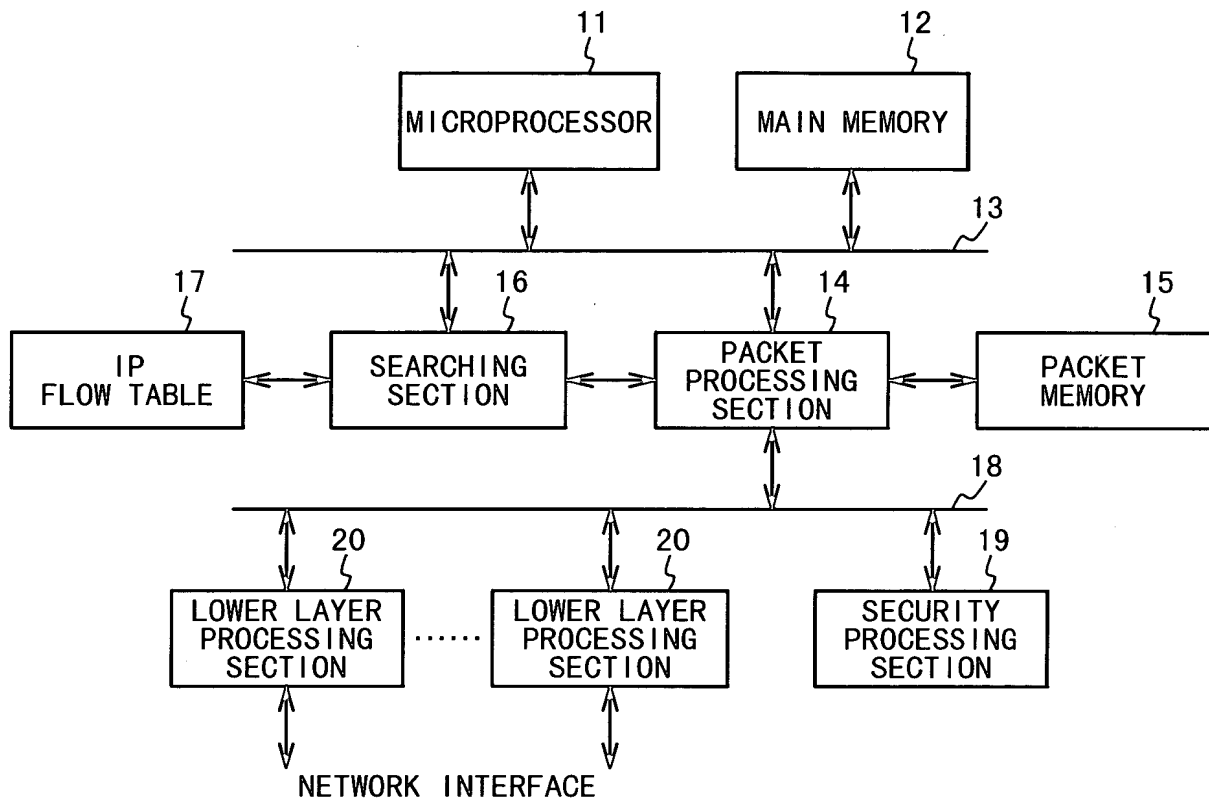 11
12
MICROPROCESSOR
MAIN MEMORY
13
17
16
14
15
IP
FLOW TABLE
SEARCHING
SECTION
PACKET
PROCESSING
SECTION
PACKET
MEMORY
18
20
20
19
LOWER LAYER
PROCESSING
SECTION
......
LOWER LAYER
PROCESSING
SECTION
SECURITY
PROCESSING
SECTION
NETWORK INTERFACE